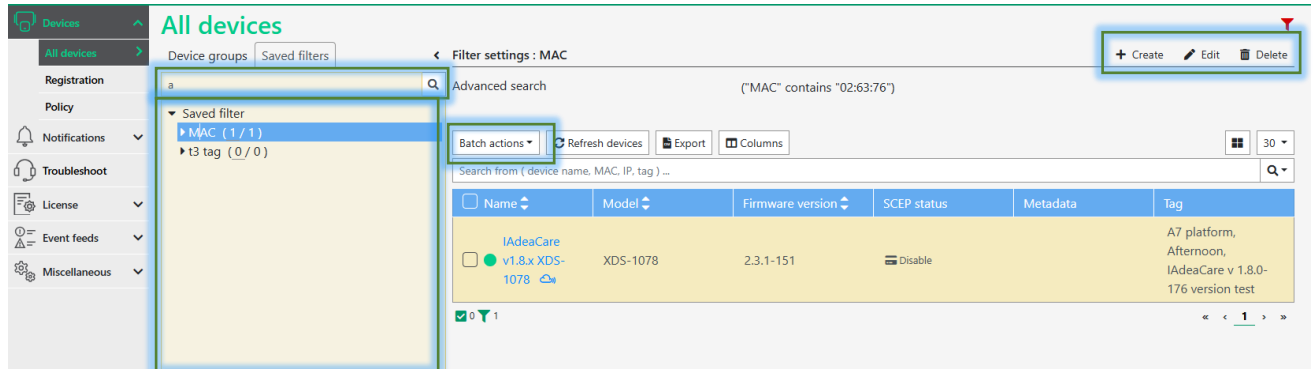 Devices
All devices
Registration
Policy
Notifications
Troubleshoot
License
Event feeds
Miscellaneous
All devices
Device groups Saved filters
a
Saved filter
MAC ( 1 / 1 )
t3 tag ( 0 / 0 )
Filter settings : MAC
Create Edit Delete
Advanced search ("MAC" contains "02:63:76")
Batch actions Refresh devices Export Columns 30
Search from ( device name, MAC, IP, tag ) ...
Name Model Firmware version SCEP status Metadata Tag
IAdeaCare v1.8.x XDS-1078 XDS-1078 2.3.1-151 Disable A7 platform, Afternoon, IAdeaCare v 1.8.0-176 version test
0 1
« ‹ 1 › »